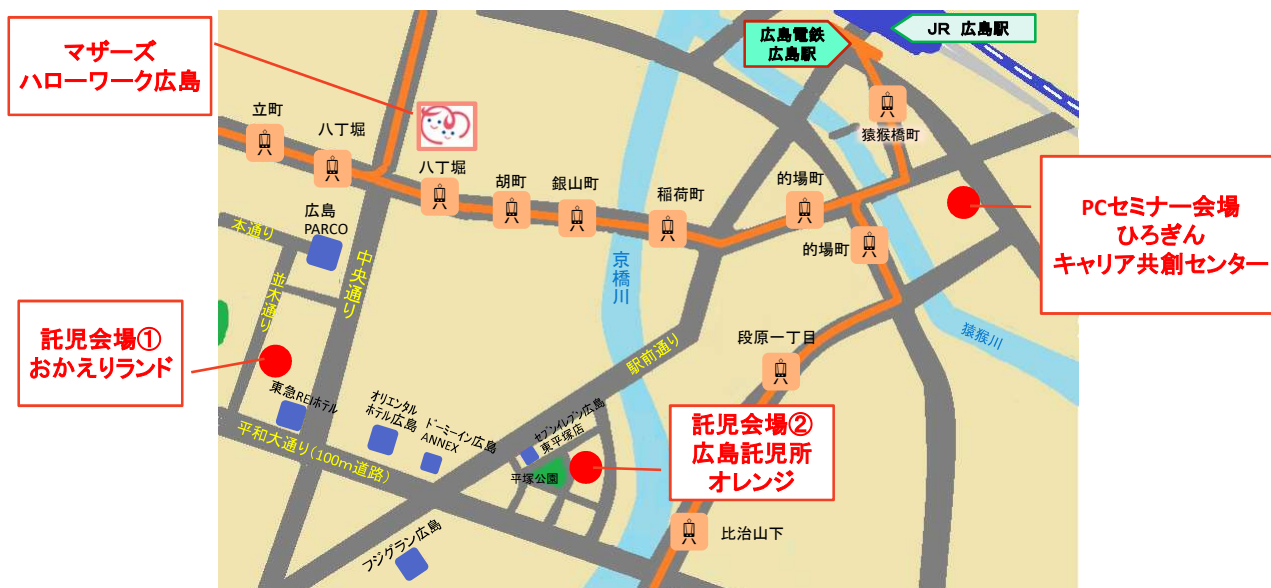 マザーズ
ハローワーク広島
広島電鉄
広島駅
JR 広島駅
立町
八丁堀
八丁堀
胡町
銀山町
稲荷町
的場町
猿猴橋町
的場町
広島
PARCO
本通り
並木通り
中央通り
京橋川
猿猴川
PCセミナー会場
ひろぎん
キャリア共創センター
託児会場①
おかえりランド
段原一丁目
駅前通り
東急REIホテル
オリエンタル
ホテル広島
ドーミーイン広島
ANNEX
セブンイレブン広島
東平塚店
平塚公園
平和大通り(100m道路)
託児会場②
広島託児所
オレンジ
フジグラン広島
比治山下